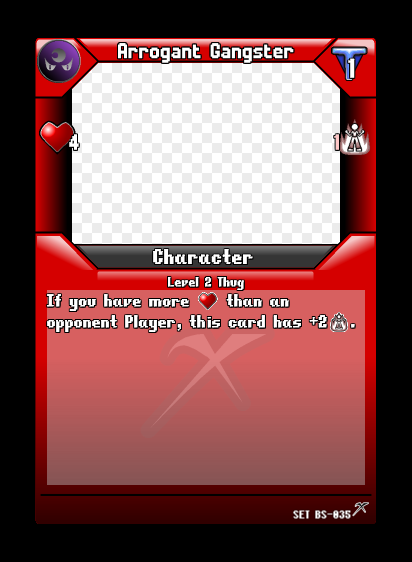 Arrogant Gangster
1
4
1
Character
Level 2 Thug
If you have more than an
opponent Player, this card has +2.
SET BS-035